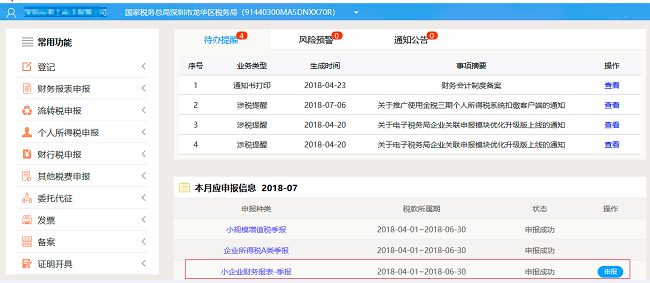 国家税务总局深圳市龙华区税务局（91440300MA5DNXX70R）
常用功能
登记
财务报表申报
流转税申报
个人所得税申报
财行税申报
其他税费申报
委托代征
发票
备案
证明开具
待办提醒 4 风险预警 0 通知公告 0
序号 业务类型 生成时间 事项摘要 操作
1 通知书打印 2018-04-23 财务会计制度备案 查看
2 涉税提醒 2018-07-06 关于推广使用金税三期个人所得税系统扣缴客户端的通知 查看
3 涉税提醒 2018-04-20 关于电子税务局企业关联申报模块优化升级版上线的通知 查看
4 涉税提醒 2018-04-20 关于电子税务局企业关联申报模块优化升级版上线的通知 查看
本月应申报信息 2018-07
申报种类 税款所属期 状态 操作
小规模增值税季报 2018-04-01~2018-06-30 申报成功
企业所得税A类季报 2018-04-01~2018-06-30 申报成功
小企业财务报表-季报 2018-04-01~2018-06-30 申报成功 申报